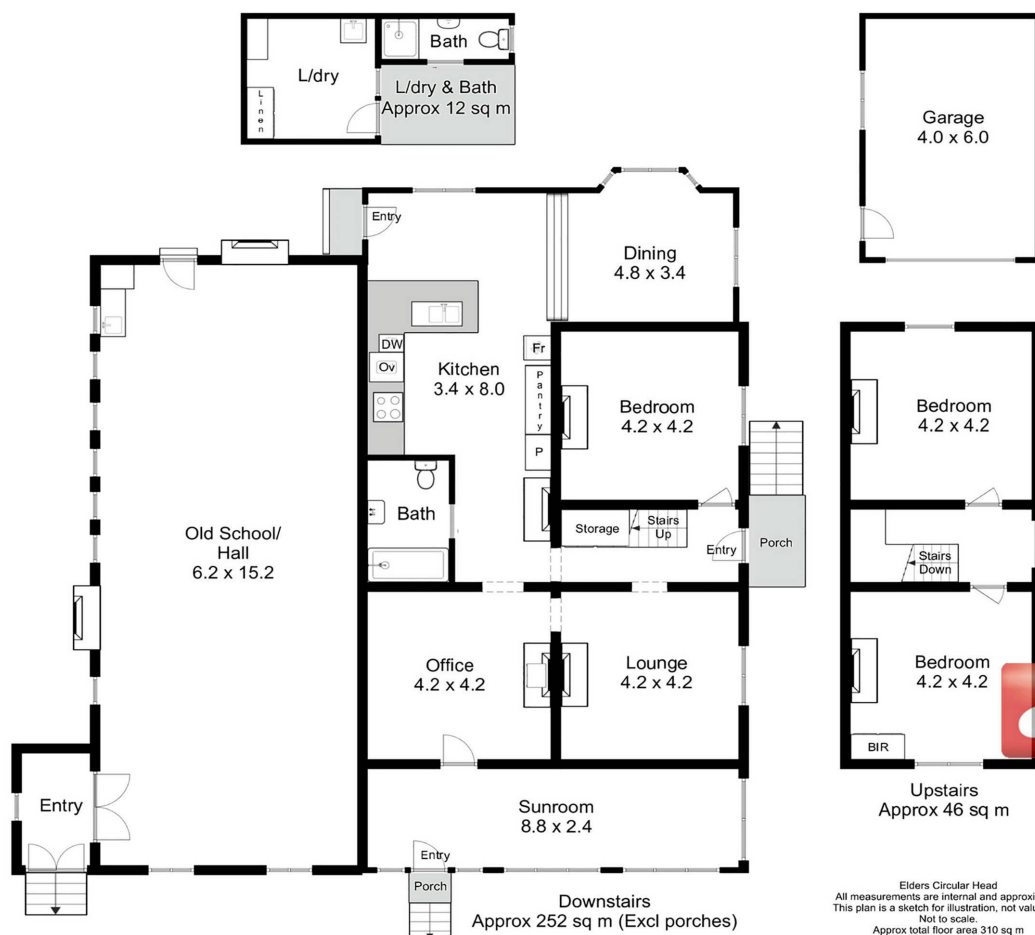 Bath
L/dry
L/dry & Bath
Approx 12 sq m
Linen
Garage
4.0 x 6.0
Entry
Dining
4.8 x 3.4
DW
Ov
Kitchen
3.4 x 8.0
Fr
Pantry
P
Bedroom
4.2 x 4.2
Bedroom
4.2 x 4.2
Bath
Old School/
Hall
6.2 x 15.2
Storage
Stairs
Up
Entry
Porch
Stairs
Down
Office
4.2 x 4.2
Lounge
4.2 x 4.2
Bedroom
4.2 x 4.2
BIR
Entry
Sunroom
8.8 x 2.4
Entry
Porch
Upstairs
Approx 46 sq m
Downstairs
Approx 252 sq m (Excl porches)
Elders Circular Head
All measurements are internal and approxi
This plan is a sketch for illustration, not valu
Not to scale.
Approx total floor area 310 sq m